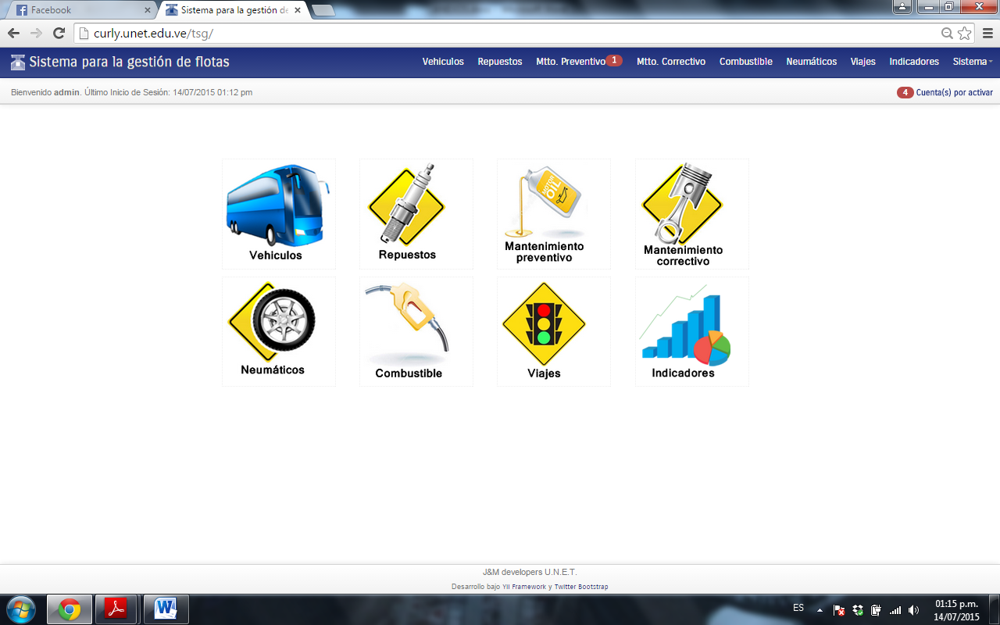 Facebook
Sistema para la gestión de
curly.unet.edu.ve/tsg/
Sistema para la gestión de flotas
Vehiculos Repuestos Mtto. Preventivo 1 Mtto. Correctivo Combustible Neumáticos Viajes Indicadores Sistema
Bienvenido admin. Último Inicio de Sesión: 14/07/2015 01:12 pm
4 Cuenta(s) por activar
MOTOR
OIL
Vehiculos
Repuestos
Mantenimiento
preventivo
Mantenimiento
correctivo
Neumáticos
Combustible
Viajes
Indicadores
J&M developers U.N.E.T.
Desarrollo bajo Yii Framework y Twitter Bootstrap
ES
01:15 p.m.
14/07/2015